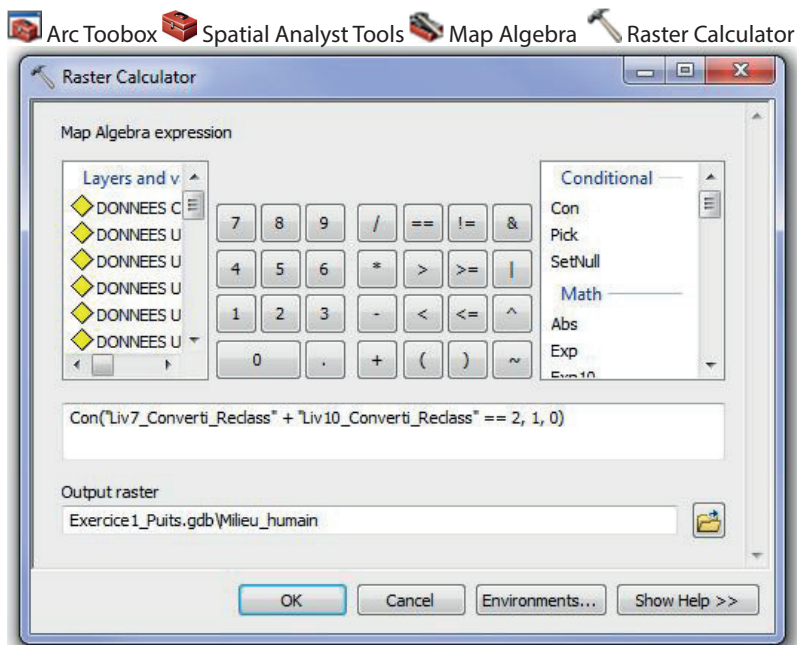 Arc Toobox Spatial Analyst Tools Map Algebra Raster Calculator
Raster Calculator
Map Algebra expression
Layers and v
DONNEES C
DONNEES U
DONNEES U
DONNEES U
DONNEES U
DONNEES U
7 8 9 / == != &
4 5 6 * > >= |
1 2 3 - < <= ^
0 . + ( ) ~
Conditional
Con
Pick
SetNull
Math
Abs
Exp
Exp10
Con("Liv7_Converti_Reclass" + "Liv10_Converti_Reclass" == 2, 1, 0)
Output raster
Exercice1_Puits.gdb\Milieu_humain
OK Cancel Environments... Show Help >>